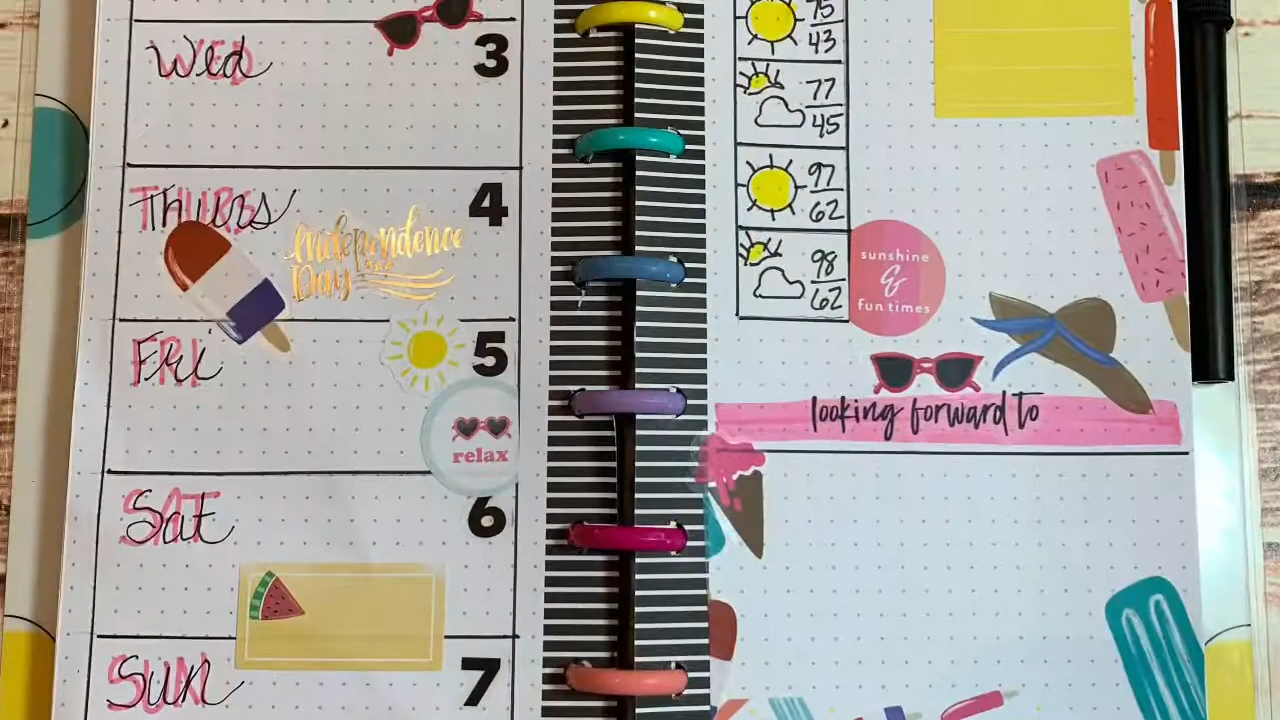 Wed
3
Thurs
4
Independence
Day
Fri
5
relax
Sat
6
Sun
7
75
43
77
45
97
62
98
62
sunshine
&
fun times
looking forward to